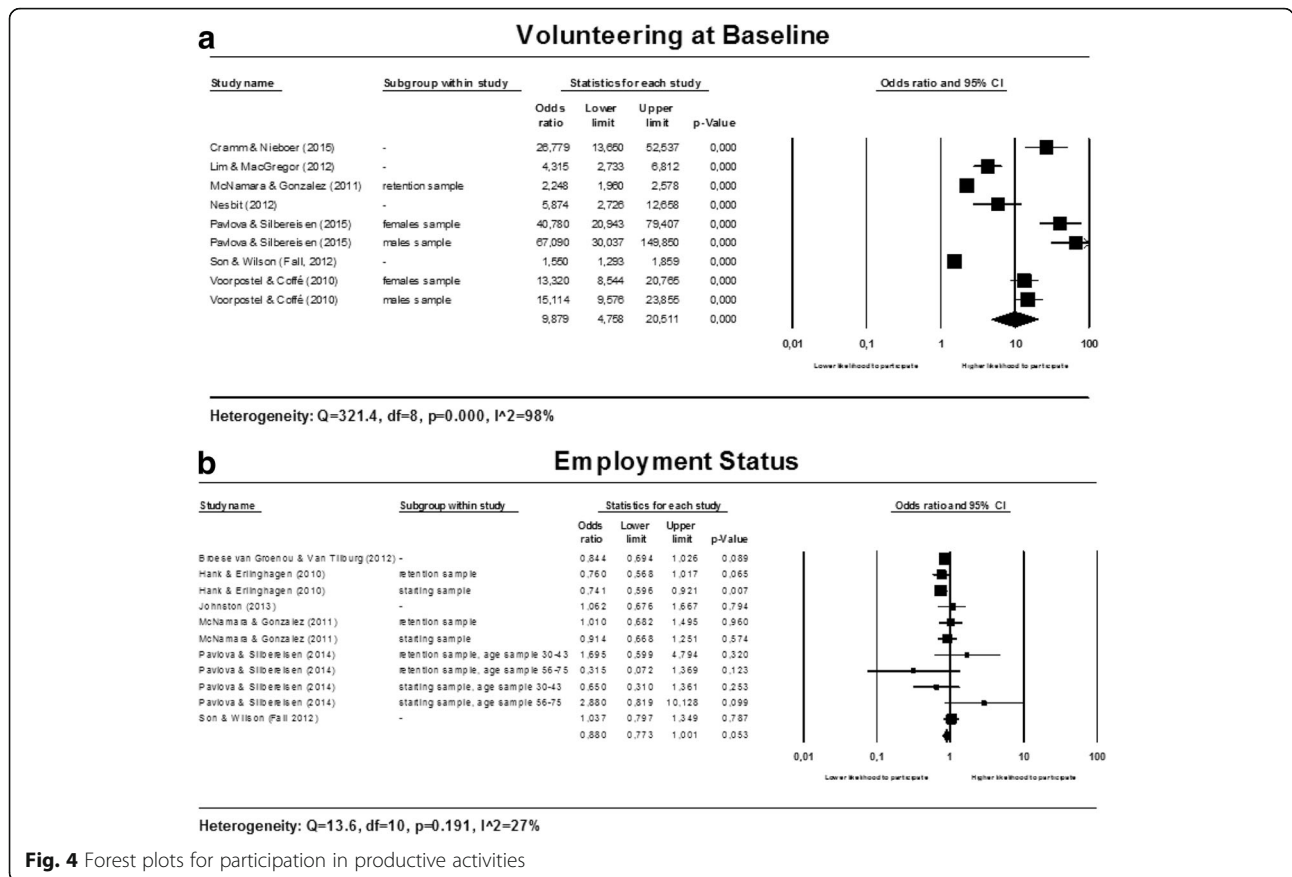 a Volunteering at Baseline
Study name Subgroup within study Statistics for each study Odds ratio and 95% CI
Odds Lower Upper
ratio limit limit p-Value
Cramm & Nieboer (2015) - 26,779 13,650 52,537 0,000
Lim & MacGregor (2012) - 4,315 2,733 6,812 0,000
McNamara & Gonzalez (2011) retention sample 2,248 1,960 2,578 0,000
Nesbit (2012) - 5,874 2,726 12,658 0,000
Pavlova & Silbereisen (2015) females sample 40,780 20,943 79,407 0,000
Pavlova & Silbereisen (2015) males sample 67,090 30,037 149,850 0,000
Son & Wilson (Fall, 2012) - 1,550 1,293 1,859 0,000
Voorpostel & Coffé (2010) females sample 13,320 8,544 20,765 0,000
Voorpostel & Coffé (2010) males sample 15,114 9,576 23,855 0,000
9,879 4,758 20,511 0,000
0,01 0,1 1 10 100
Lower likelihood to participate Higher likelihood to participate
Heterogeneity: Q=321.4, df=8, p=0.000, I^2=98%
b Employment Status
Study name Subgroup within study Statistics for each study Odds ratio and 95% CI
Odds Lower Upper
ratio limit limit p-Value
Broese van Groenou & Van Tilburg (2012) - 0,844 0,694 1,026 0,089
Hank & Erlinghagen (2010) retention sample 0,760 0,568 1,017 0,065
Hank & Erlinghagen (2010) starting sample 0,741 0,596 0,921 0,007
Johnston (2013) - 1,062 0,676 1,667 0,794
McNamara & Gonzalez (2011) retention sample 1,010 0,682 1,495 0,960
McNamara & Gonzalez (2011) starting sample 0,914 0,668 1,251 0,574
Pavlova & Silbereisen (2014) retention sample, age sample 30-43 1,695 0,599 4,794 0,320
Pavlova & Silbereisen (2014) retention sample, age sample 56-75 0,315 0,072 1,369 0,123
Pavlova & Silbereisen (2014) starting sample, age sample 30-43 0,650 0,310 1,361 0,253
Pavlova & Silbereisen (2014) starting sample, age sample 56-75 2,880 0,819 10,128 0,099
Son & Wilson (Fall 2012) - 1,037 0,797 1,349 0,787
0,880 0,773 1,001 0,053
0,01 0,1 1 10 100
Lower likelihood to participate Higher likelihood to participate
Heterogeneity: Q=13.6, df=10, p=0.191, I^2=27%
Fig. 4 Forest plots for participation in productive activities